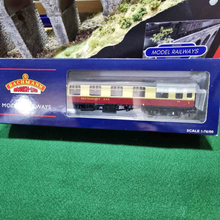 MODEL RAILWAYS
BACHMANN
BRANCH-LINE
MODEL RAILWAYS
SCALE 1:76/00